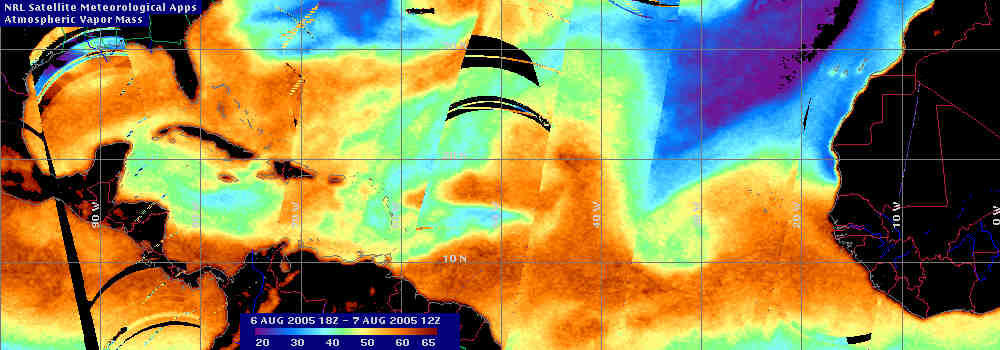 NRL Satellite Meteorological Apps
Atmospheric Vapor Mass
90 W
40 W
10 W
0 W
10 N
6 AUG 2005 18Z - 7 AUG 2005 12Z
20 30 40 50 60 65